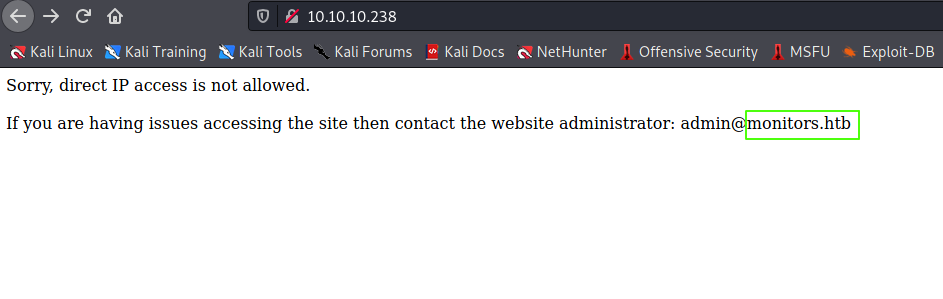 10.10.10.238
Kali Linux Kali Training Kali Tools Kali Forums Kali Docs NetHunter Offensive Security MSFU Exploit-DB
Sorry, direct IP access is not allowed.
If you are having issues accessing the site then contact the website administrator: admin@monitors.htb